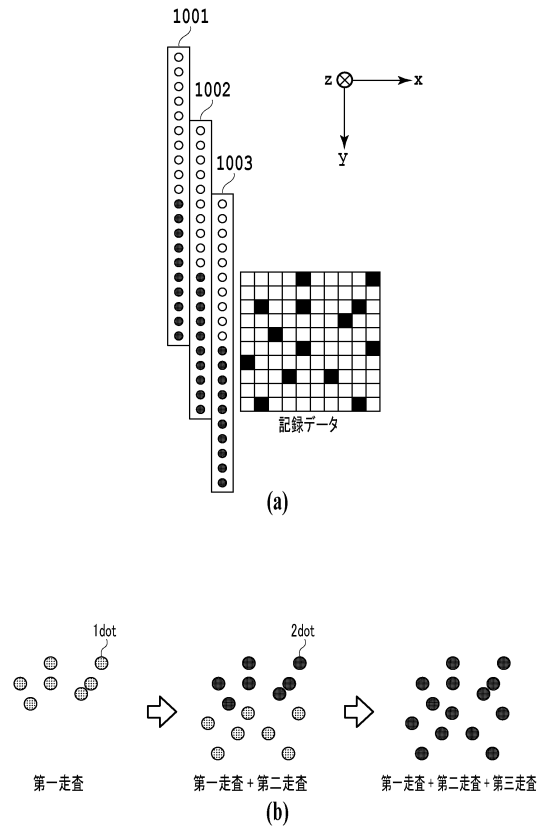 1001
1002
1003
z x
y
記録データ
(a)
1dot 2dot
第一走査 第一走査+第二走査 第一走査+第二走査+第三走査
(b)